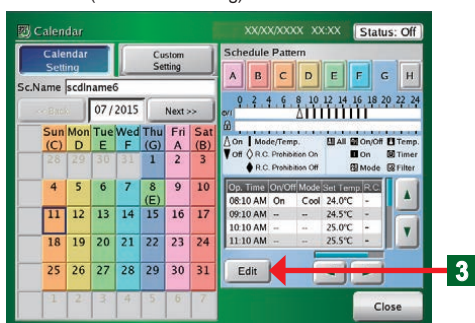 Calendar
XX/XX/XXXX XX:XX
Status: Off
Calendar Setting
Custom Setting
Sc.Name scdlname6
<< Back
07 / 2015
Next >>
Sun Mon Tue Wed Thu Fri Sat
(C) D E F (G) A (B)
28 29 30 31 1 2 3
4 5 6 7 8 9 10
(E)
11 12 13 14 15 16 17
18 19 20 21 22 23 24
25 26 27 28 29 30 31
1 2 3 4 5 6 7
Schedule Pattern
A B C D E F G H
0 2 4 6 8 10 12 14 16 18 20 22 24
On Mode/Temp. All On/Off Temp.
Off R.C. Prohibition On On Timer
R.C. Prohibition Off Mode Filter
Op. Time On/Off Mode Set Temp R.C.
08:10 AM On Cool 24.0°C -
09:10 AM -- -- 24.5°C -
10:10 AM -- -- 25.0°C -
11:10 AM -- -- 25.5°C -
Edit
3
Close